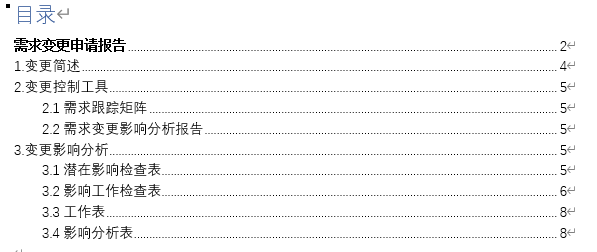 目录
需求变更申请报告 2
1.变更简述 4
2.变更控制工具 5
2.1 需求跟踪矩阵 5
2.2 需求变更影响分析报告 5
3.变更影响分析 5
3.1 潜在影响检查表 5
3.2 影响工作检查表 6
3.3 工作表 8
3.4 影响分析表 8